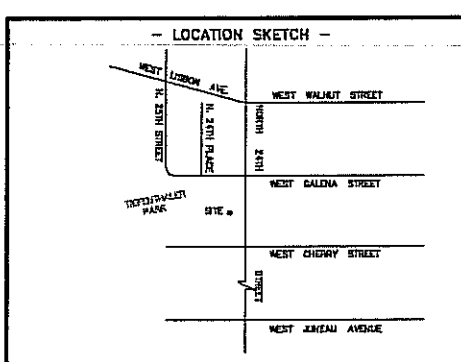 - LOCATION SKETCH -
WEST LISBON AVE
WEST WALNUT STREET
N. 25TH STREET
N. 24TH PLACE
NORTH 24TH STREET
WEST GALENA STREET
TIEFENTHALER
PARK
SITE
WEST CHERRY STREET
WEST JUNEAU AVENUE